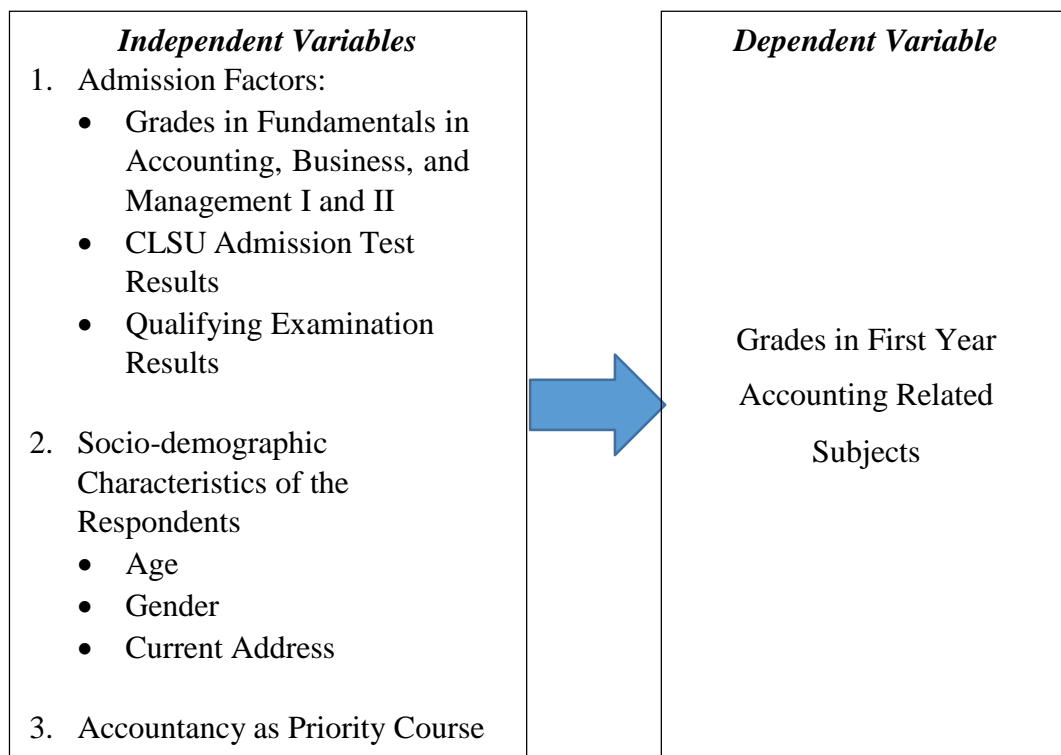 Independent Variables
1. Admission Factors:
• Grades in Fundamentals in
Accounting, Business, and
Management I and II
• CLSU Admission Test
Results
• Qualifying Examination
Results
2. Socio-demographic
Characteristics of the
Respondents
• Age
• Gender
• Current Address
3. Accountancy as Priority Course
Dependent Variable
Grades in First Year
Accounting Related
Subjects